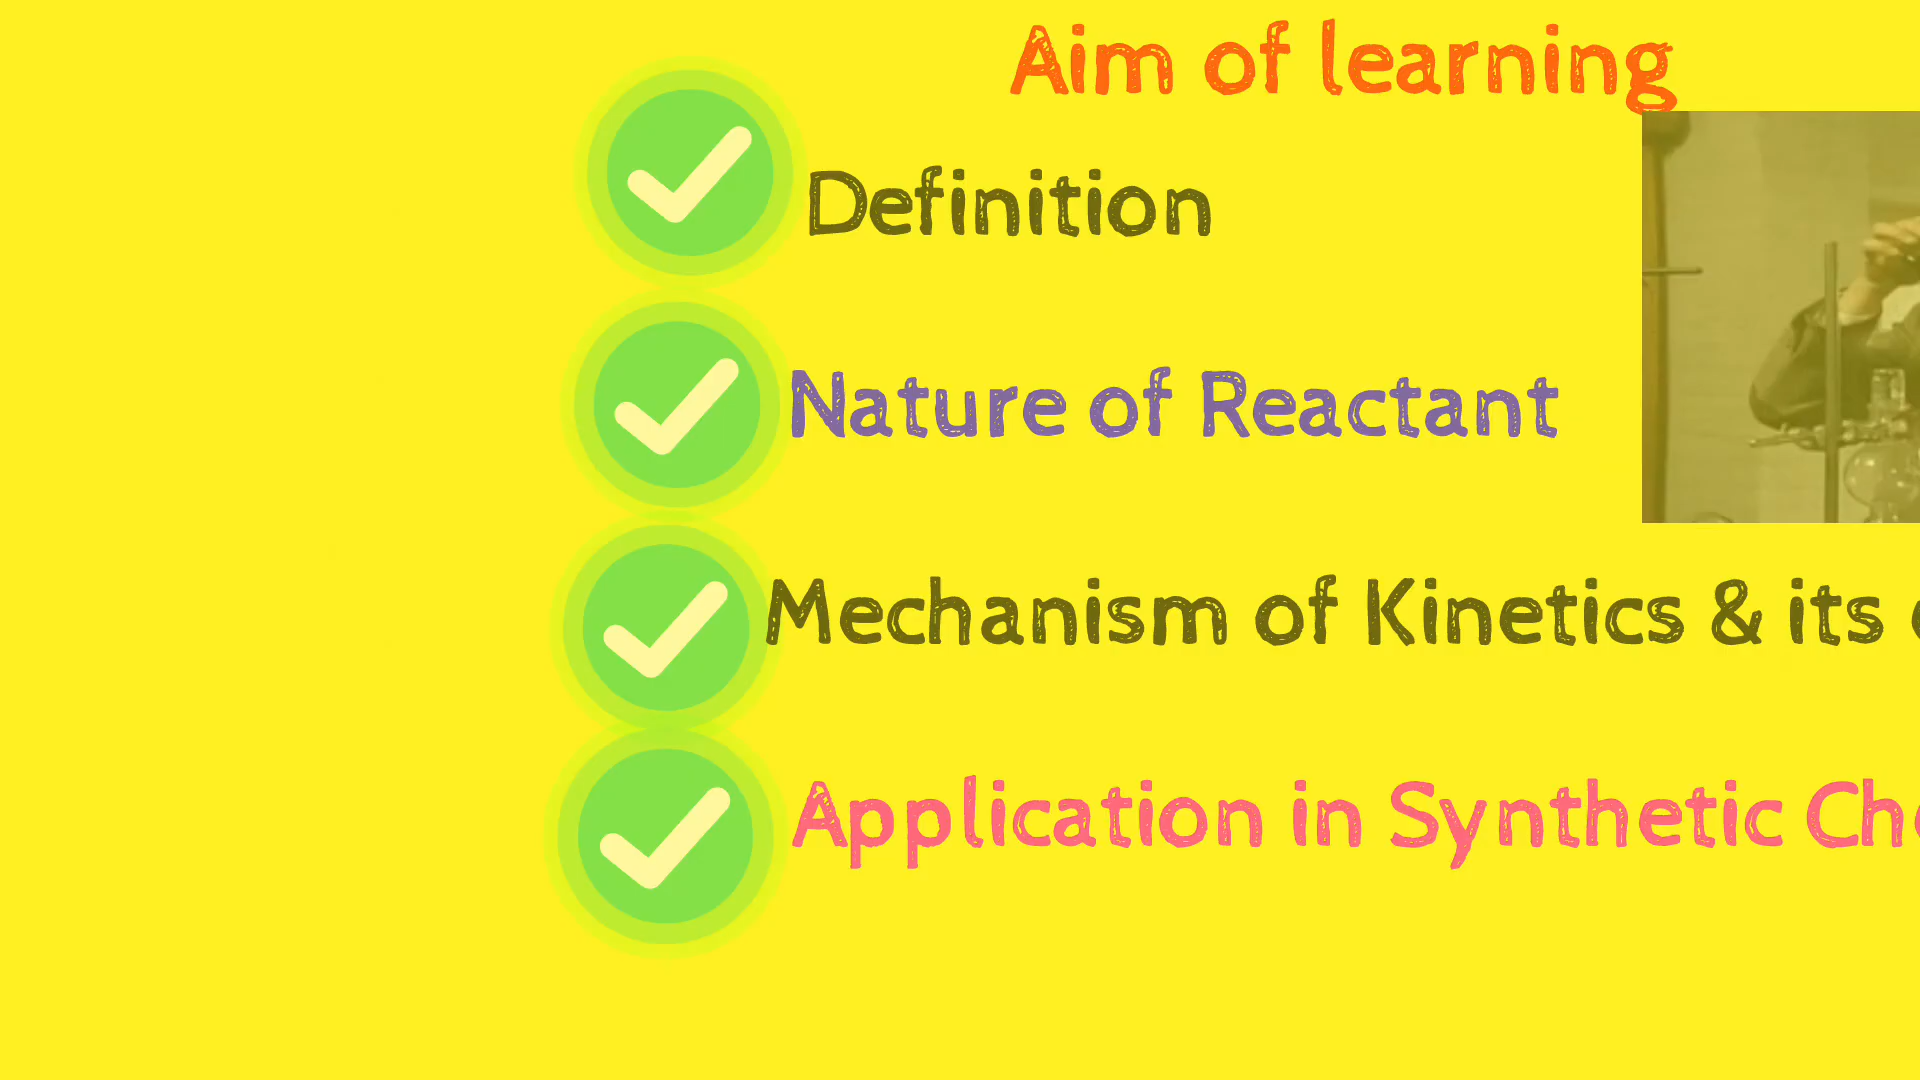 Aim of learning
Definition
Nature of Reactant
Mechanism of Kinetics & its
Application in Synthetic